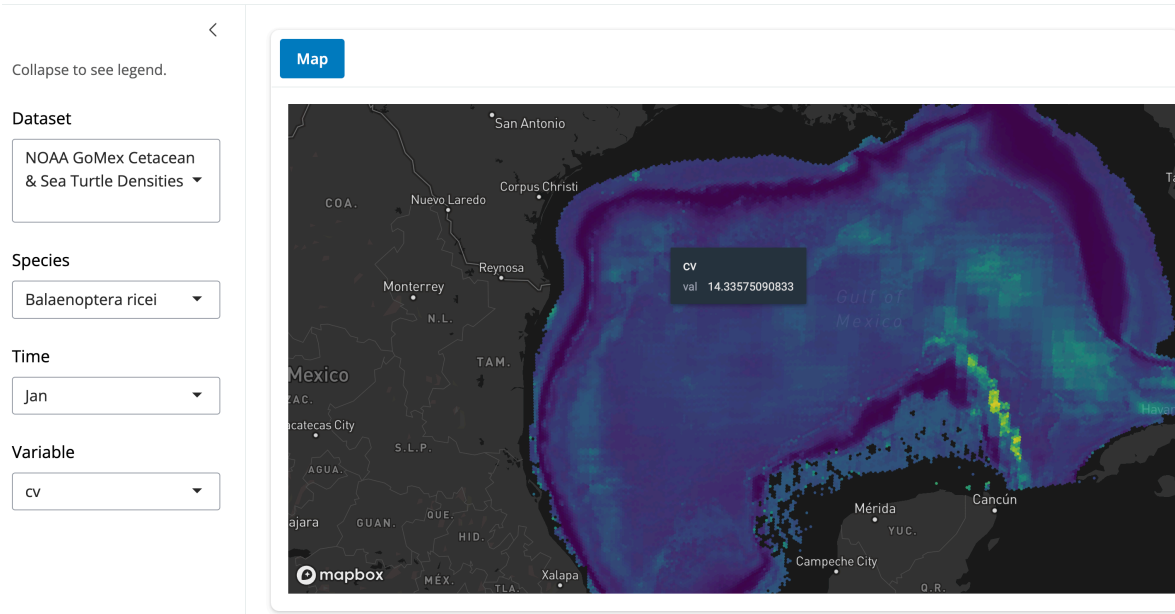 Collapse to see legend.
Dataset
NOAA GoMex Cetacean
& Sea Turtle Densities
Species
Balaenoptera ricei
Time
Jan
Variable
cv
Map
San Antonio
Corpus Christi
COA.
Nuevo Laredo
Reynosa
Monterrey
N.L.
cv
val 14.33575090833
Gulf of
Mexico
TAM.
Mexico
ZAC.
acatecas City
S.L.P.
AGUA.
Havan
Cancún
Mérida
YUC.
ajara
GUAN.
QUE.
HID.
Campeche City
mapbox
MÉX.
TLA.
Xalapa
Q.R.